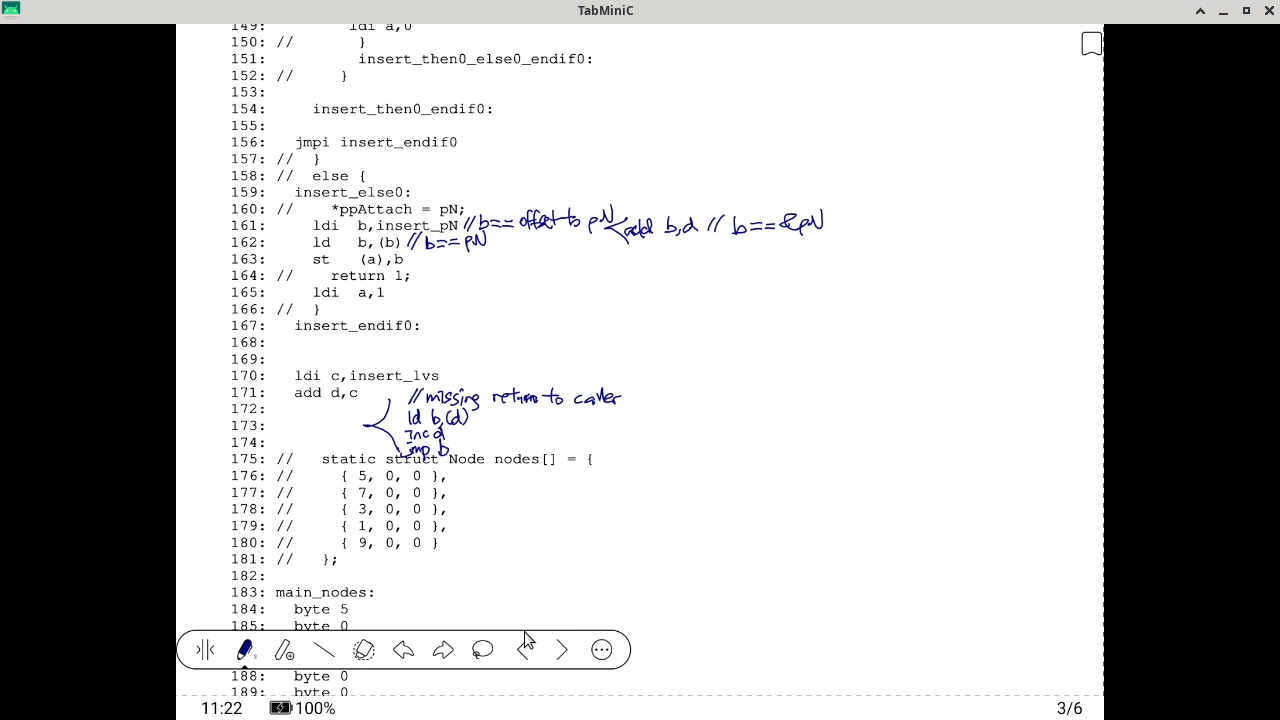 TabMiniC
149: ldi a,0
150: // }
151: insert_then0_else0_endif0:
152: // }
153:
154: insert_then0_endif0:
155:
156: jmpi insert_endif0
157: // }
158: // else {
159: insert_else0:
160: // *ppAttach = pN;
161: ldi b,insert_pN // b== offset to pN add b,d // b==&pN
162: ld b,(b) // b==pN
163: st (a),b
164: // return 1;
165: ldi a,1
166: // }
167: insert_endif0:
168:
169:
170: ldi c,insert_lvs
171: add d,c // missing return to caller
172: ld b,(d)
173: inc d
174: jmp b
175: // static struct Node nodes[] = {
176: // { 5, 0, 0 },
177: // { 7, 0, 0 },
178: // { 3, 0, 0 },
179: // { 1, 0, 0 },
180: // { 9, 0, 0 }
181: // };
182:
183: main_nodes:
184: byte 5
185: byte 0
188: byte 0
189: byte 0
11:22 100% 3/6